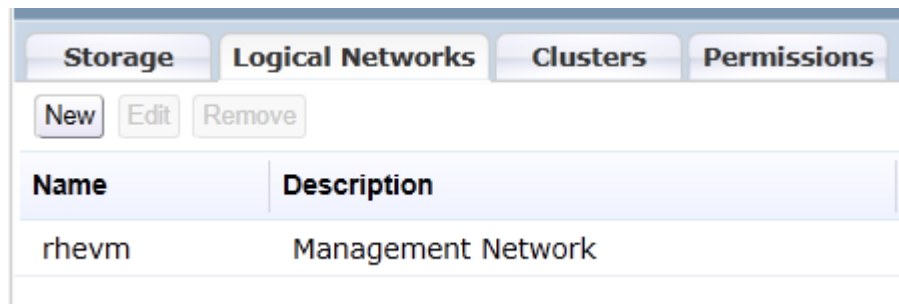 Storage Logical Networks Clusters Permissions
New Edit Remove
Name Description
rhevm Management Network